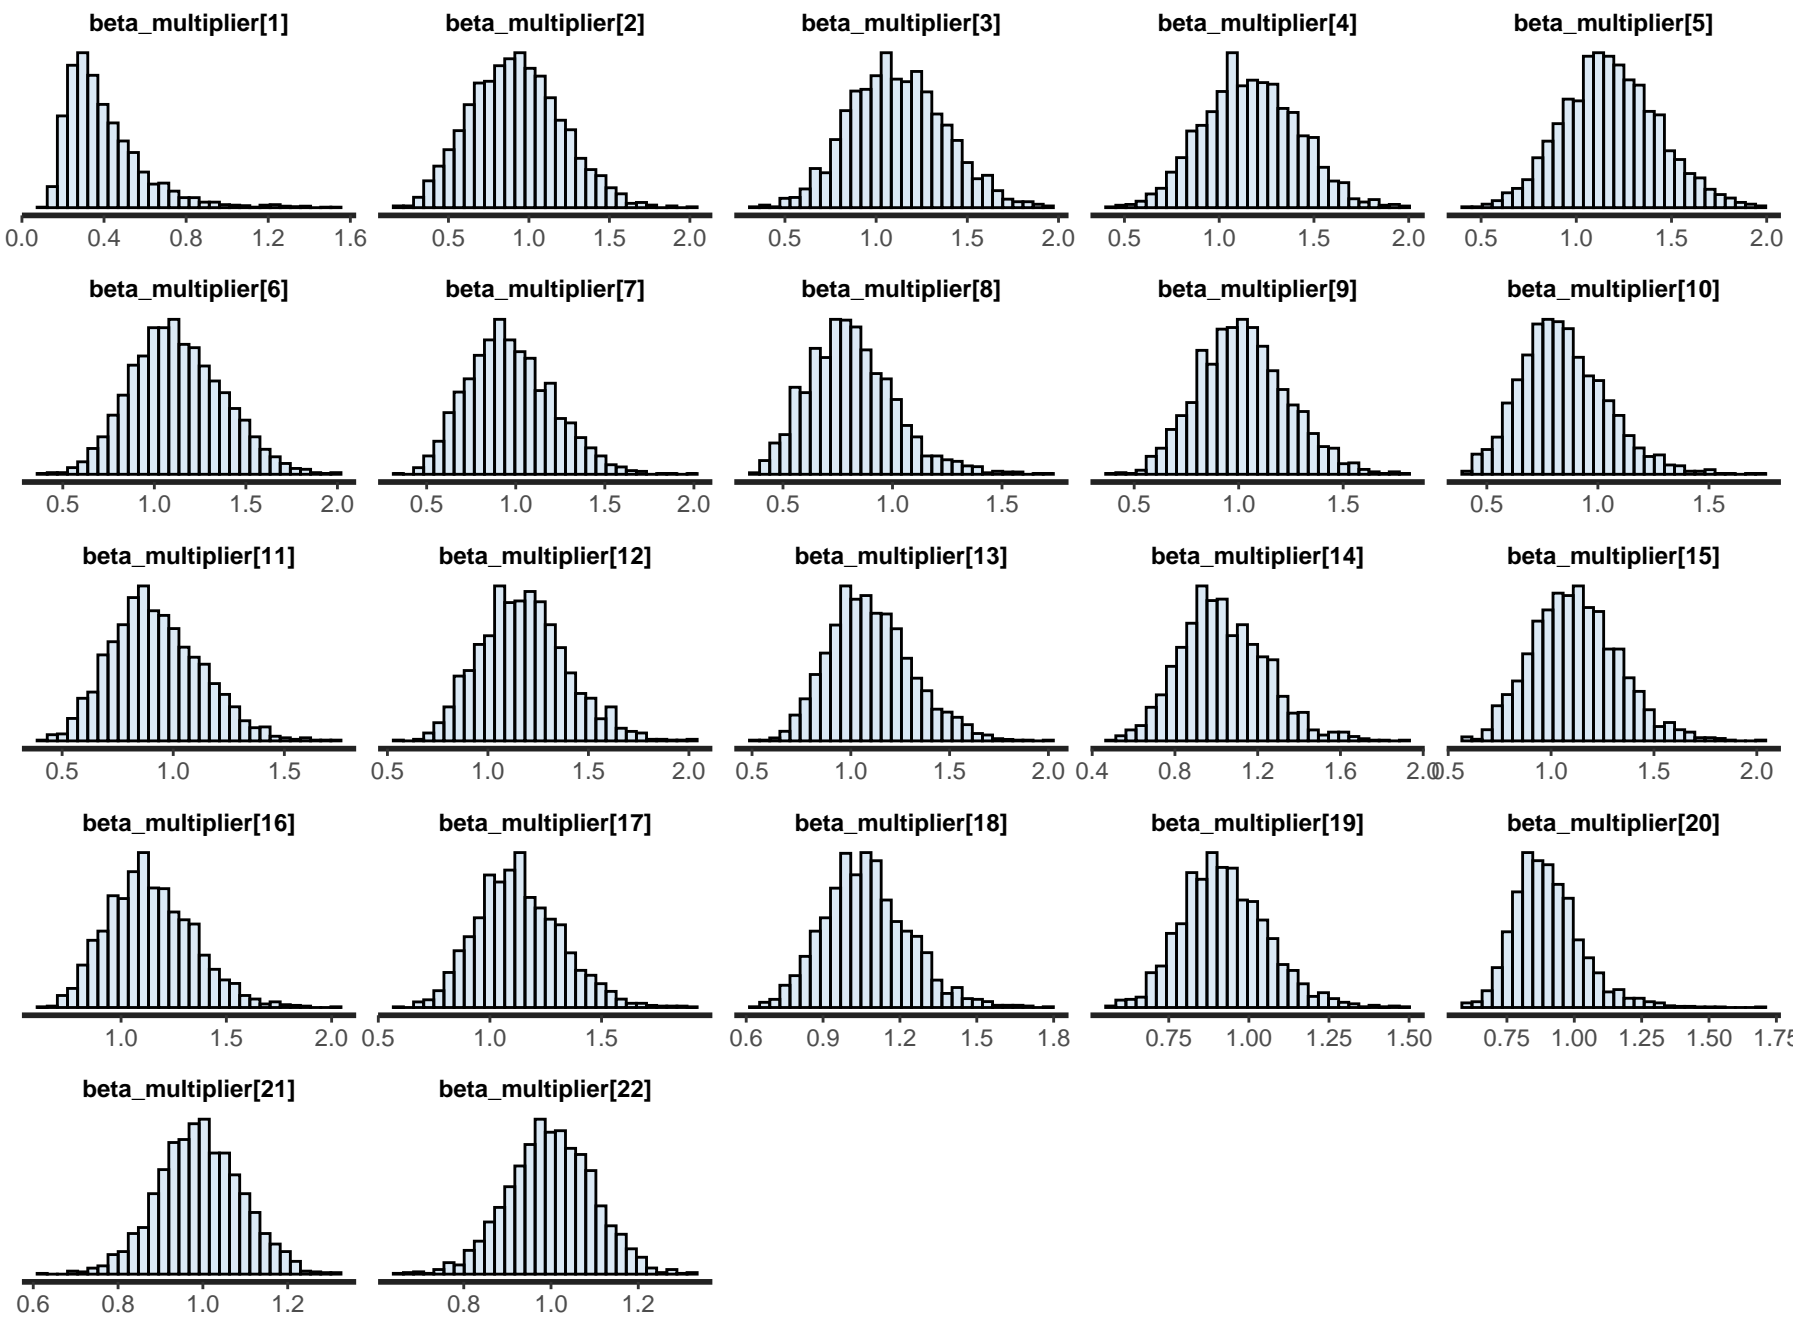 beta_multiplier[1] beta_multiplier[2] beta_multiplier[3] beta_multiplier[4] beta_multiplier[5]
0.0 0.4 0.8 1.2 1.6 0.5 1.0 1.5 2.0 0.5 1.0 1.5 2.0 0.5 1.0 1.5 2.0 0.5 1.0 1.5 2.0
beta_multiplier[6] beta_multiplier[7] beta_multiplier[8] beta_multiplier[9] beta_multiplier[10]
0.5 1.0 1.5 2.0 0.5 1.0 1.5 2.0 0.5 1.0 1.5 0.5 1.0 1.5 0.5 1.0 1.5
beta_multiplier[11] beta_multiplier[12] beta_multiplier[13] beta_multiplier[14] beta_multiplier[15]
0.5 1.0 1.5 0.5 1.0 1.5 2.0 0.5 1.0 1.5 2.0 0.4 0.8 1.2 1.6 2.0 0.5 1.0 1.5 2.0
beta_multiplier[16] beta_multiplier[17] beta_multiplier[18] beta_multiplier[19] beta_multiplier[20]
1.0 1.5 2.0 0.5 1.0 1.5 0.6 0.9 1.2 1.5 1.8 0.75 1.00 1.25 1.50 0.75 1.00 1.25 1.50 1.75
beta_multiplier[21] beta_multiplier[22]
0.6 0.8 1.0 1.2 0.8 1.0 1.2